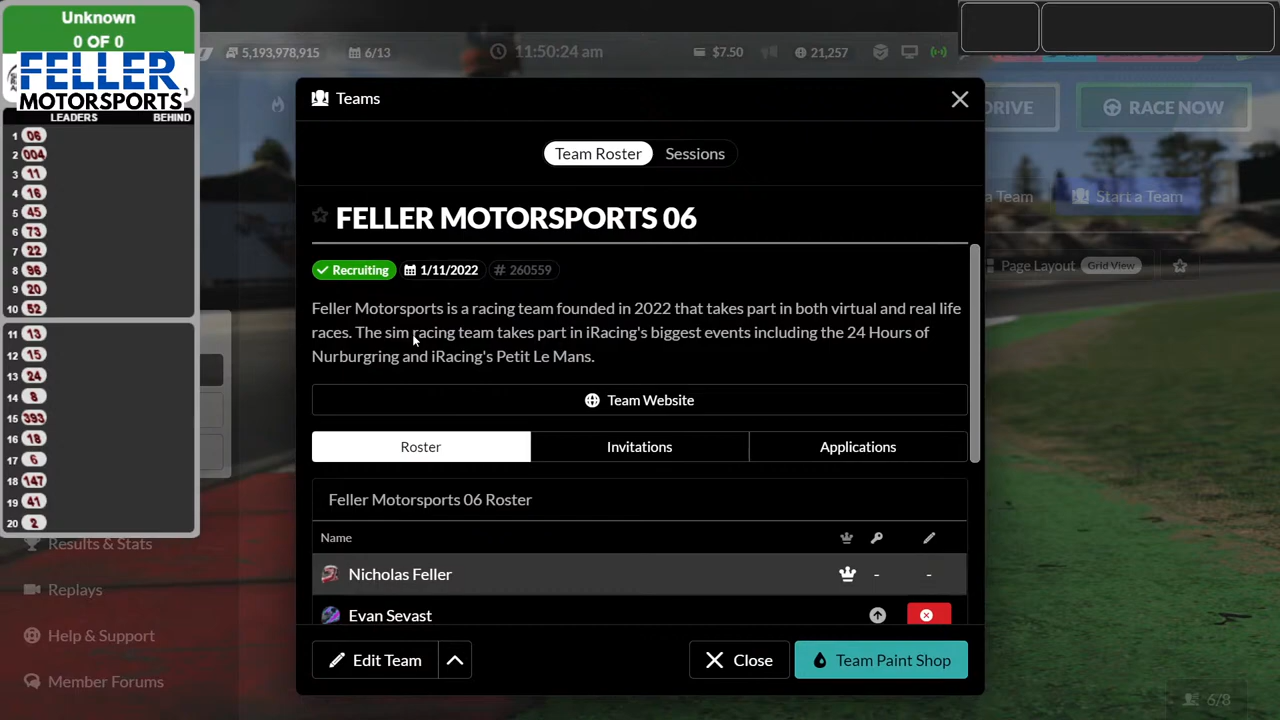 Unknown
0 OF 0
FELLER
MOTORSPORTS
LEADERS BEHIND
1 06
2 004
3 11
4 16
5 45
6 73
7 22
8 96
9 20
10 52
11 13
12 15
13 24
14 8
15 393
16 18
17 6
18 147
19 41
20 2
5,193,978,915 6/13 11:50:24 am $7.50 21,257
DRIVE RACE NOW
a Team Start a Team
Page Layout Grid View
Results & Stats
Replays
Help & Support
Member Forums
6/8
Teams
Team Roster Sessions
FELLER MOTORSPORTS 06
Recruiting 1/11/2022 # 260559
Feller Motorsports is a racing team founded in 2022 that takes part in both virtual and real life
races. The sim racing team takes part in iRacing's biggest events including the 24 Hours of
Nurburgring and iRacing's Petit Le Mans.
Team Website
Roster Invitations Applications
Feller Motorsports 06 Roster
Name
Nicholas Feller - -
Evan Sevast
Edit Team Close Team Paint Shop